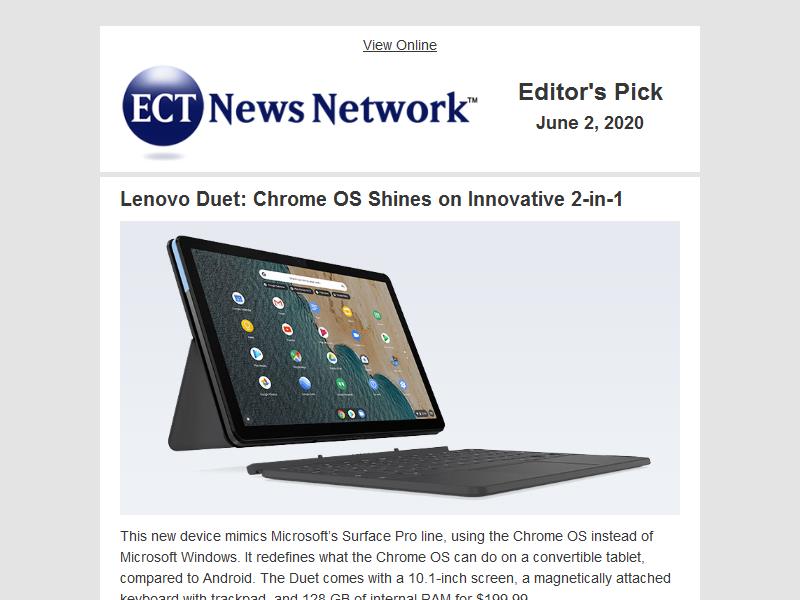 View Online
ECT News Network™
Editor's Pick
June 2, 2020
Lenovo Duet: Chrome OS Shines on Innovative 2-in-1
This new device mimics Microsoft’s Surface Pro line, using the Chrome OS instead of
Microsoft Windows. It redefines what the Chrome OS can do on a convertible tablet,
compared to Android. The Duet comes with a 10.1-inch screen, a magnetically attached
keyboard with trackpad, and 128 GB of internal RAM for $199.99.